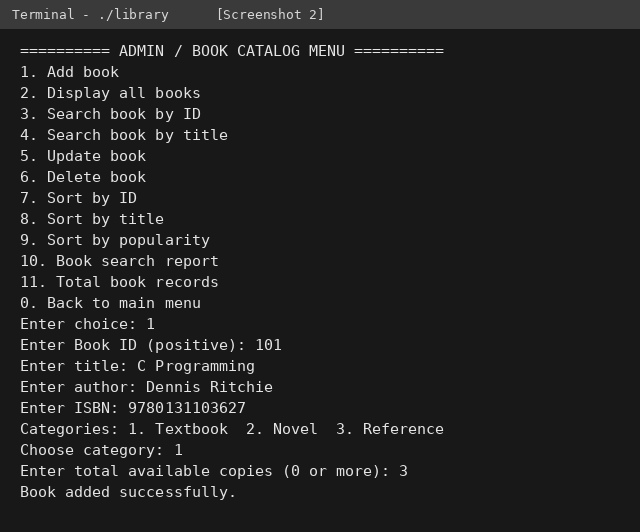 Terminal - ./library      [Screenshot 2]
========== ADMIN / BOOK CATALOG MENU ==========
1. Add book
2. Display all books
3. Search book by ID
4. Search book by title
5. Update book
6. Delete book
7. Sort by ID
8. Sort by title
9. Sort by popularity
10. Book search report
11. Total book records
0. Back to main menu
Enter choice: 1
Enter Book ID (positive): 101
Enter title: C Programming
Enter author: Dennis Ritchie
Enter ISBN: 9780131103627
Categories: 1. Textbook  2. Novel  3. Reference
Choose category: 1
Enter total available copies (0 or more): 3
Book added successfully.